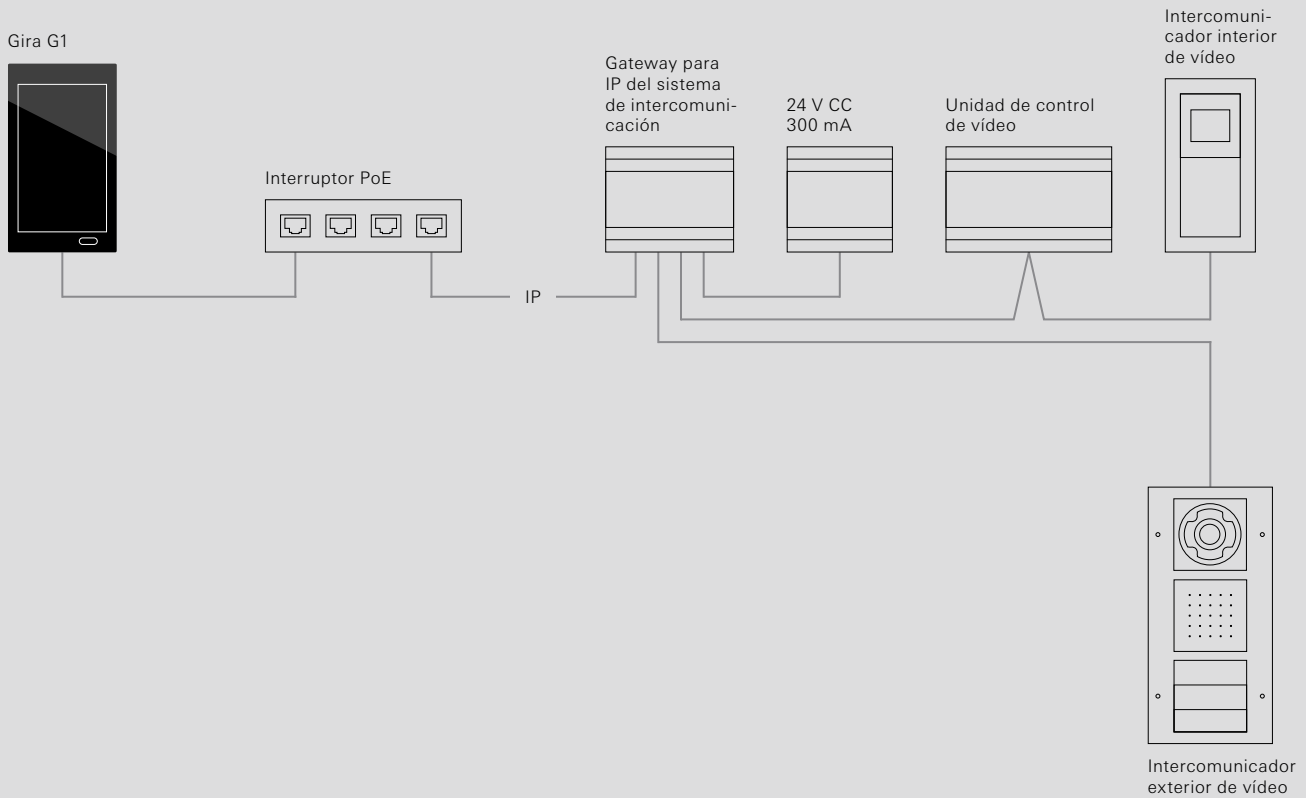 Gira G1
Interruptor PoE
IP
Gateway para
IP del sistema
de intercomuni-
cación
24 V CC
300 mA
Unidad de control
de vídeo
Intercomuni-
cador interior
de vídeo
Intercomunicador
exterior de vídeo